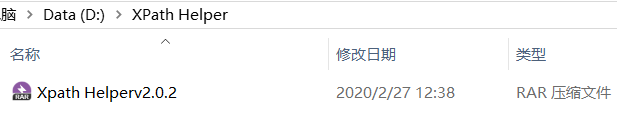 脑 > Data (D:) > XPath Helper
名称 修改日期 类型
RAR Xpath Helperv2.0.2 2020/2/27 12:38 RAR 压缩文件